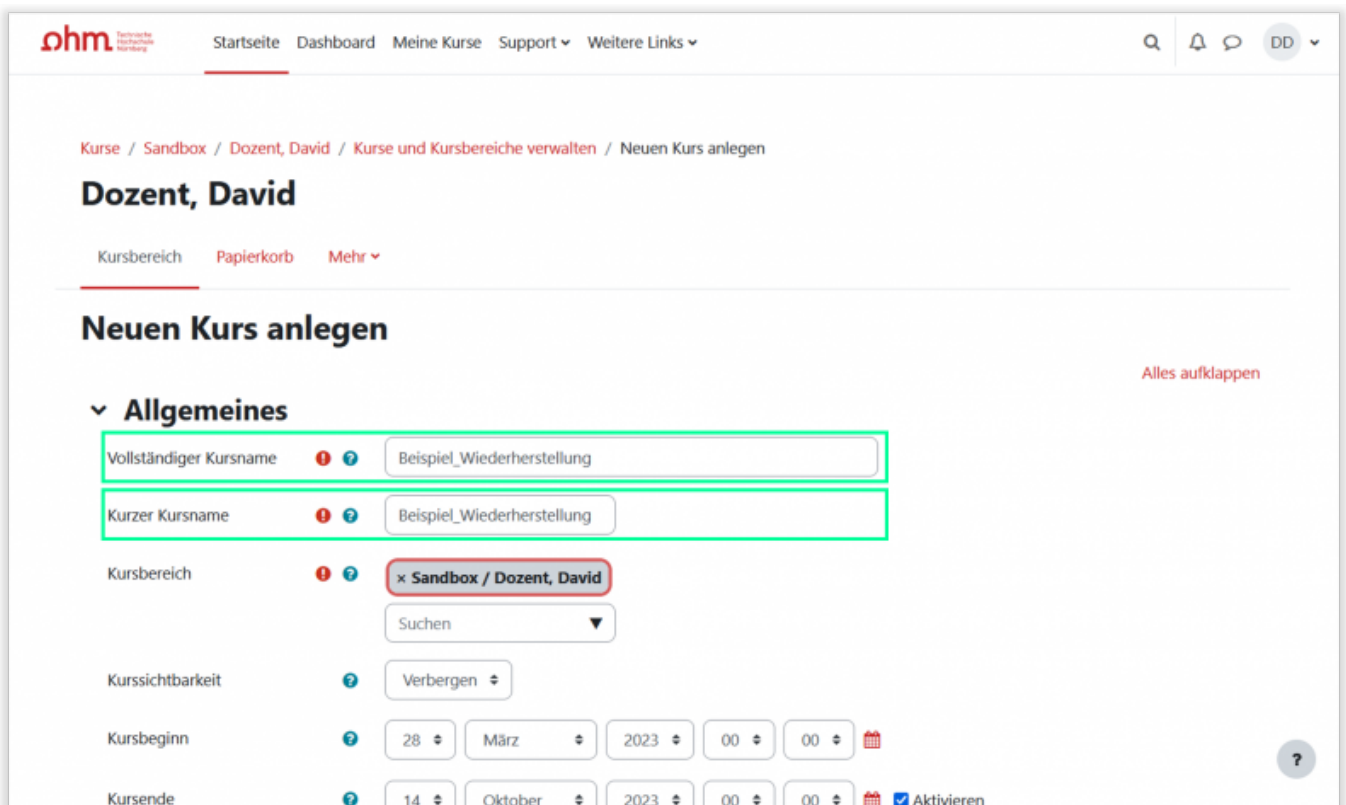 ohm Technische Hochschule Nürnberg Startseite Dashboard Meine Kurse Support Weitere Links DD
Kurse / Sandbox / Dozent, David / Kurse und Kursbereiche verwalten / Neuen Kurs anlegen
Dozent, David
Kursbereich Papierkorb Mehr
Neuen Kurs anlegen
Alles aufklappen
Allgemeines
Vollständiger Kursname ! ? Beispiel_Wiederherstellung
Kurzer Kursname ! ? Beispiel_Wiederherstellung
Kursbereich ! ? × Sandbox / Dozent, David
Suchen ▼
Kurssichtbarkeit ? Verbergen
Kursbeginn ? 28 März 2023 00 00
?
Kursende ? 14 Oktober 2023 00 00 Aktivieren